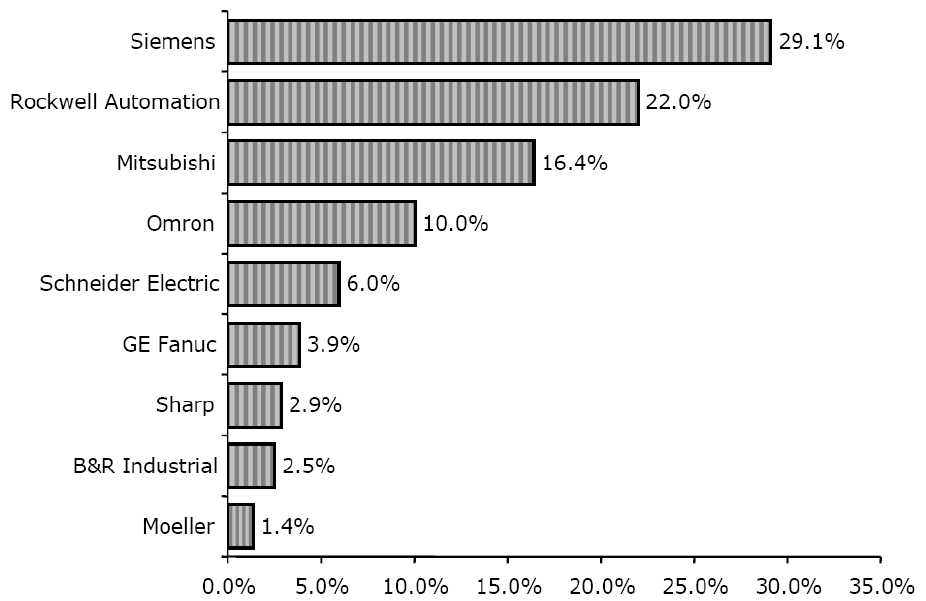 Siemens 29.1%
Rockwell Automation 22.0%
Mitsubishi 16.4%
Omron 10.0%
Schneider Electric 6.0%
GE Fanuc 3.9%
Sharp 2.9%
B&R Industrial 2.5%
Moeller 1.4%
0.0% 5.0% 10.0% 15.0% 20.0% 25.0% 30.0% 35.0%